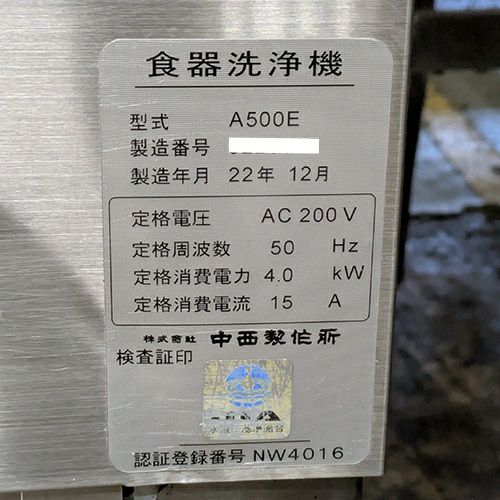 食器洗浄機
型式 A500E
製造番号
製造年月 22年 12月
定格電圧 AC 200 V
定格周波数 50 Hz
定格消費電力 4.0 kW
定格消費電流 15 A
株式会社 中西製作所
検査証印
認証登録番号 NW4016